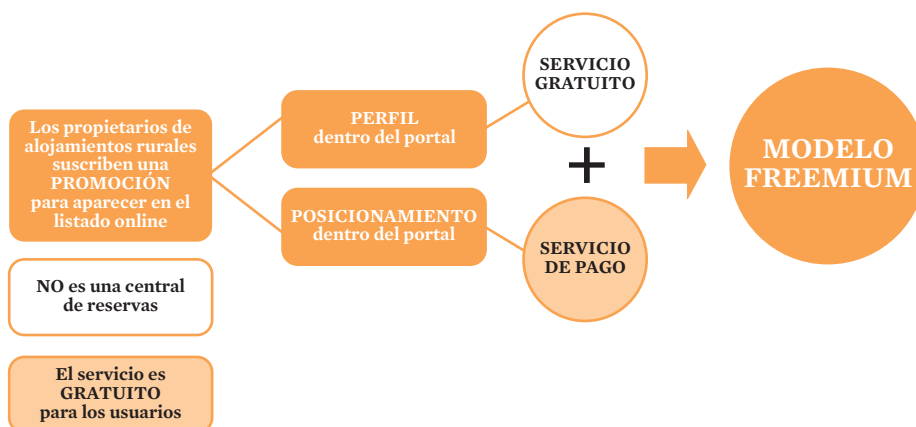 Los propietarios de
alojamientos rurales
suscriben una
PROMOCIÓN
para aparecer en el
listado online
NO es una central
de reservas
El servicio es
GRATUITO
para los usuarios
PERFIL
dentro del portal
POSICIONAMIENTO
dentro del portal
SERVICIO
GRATUITO
+
SERVICIO
DE PAGO
MODELO
FREEMIUM